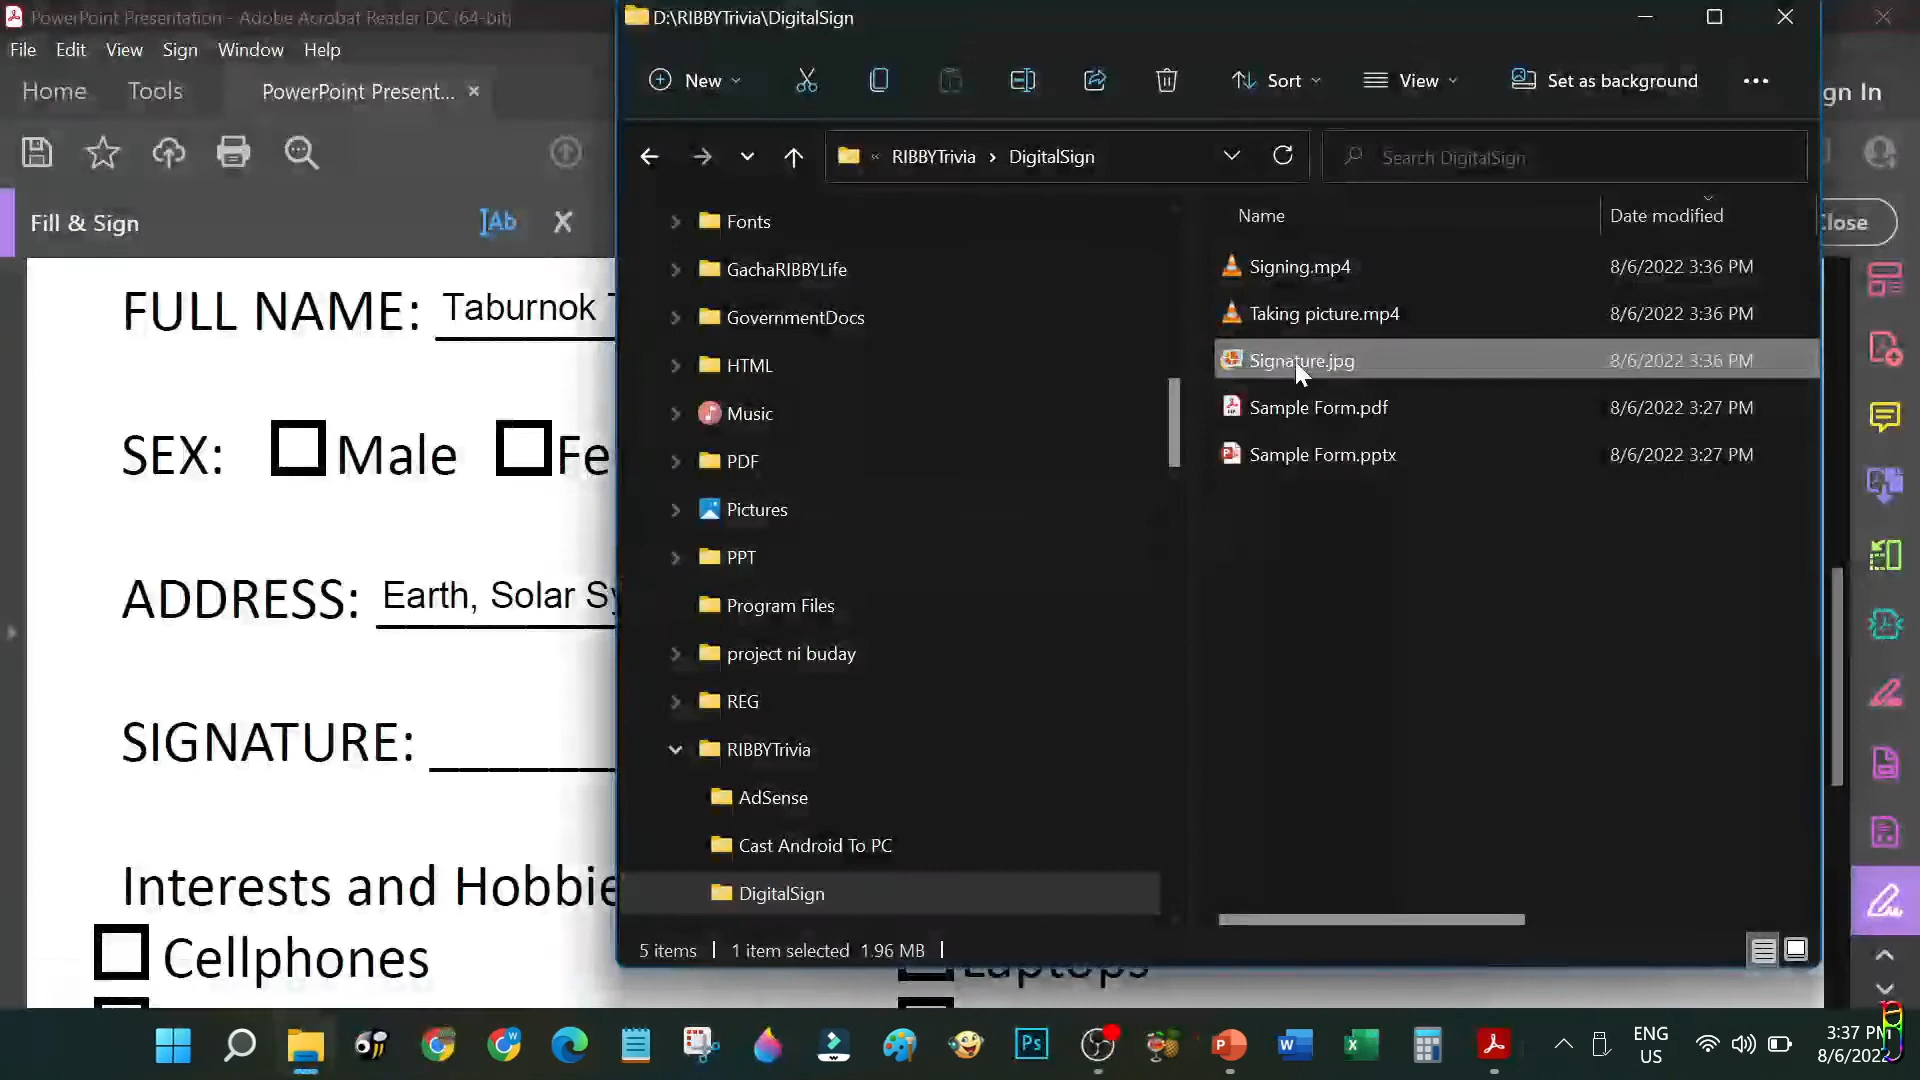 PowerPoint Presentation - Adobe Acrobat Reader DC (64-bit)
File Edit View Sign Window Help
Home Tools PowerPoint Present...
Fill & Sign
Ab
FULL NAME: Taburnok
SEX: Male Fe
ADDRESS: Earth, Solar Sy
SIGNATURE:
Interests and Hobbie
Cellphones
Laptops
D:\RIBBYTrivia\DigitalSign
New Sort View Set as background
« RIBBYTrivia > DigitalSign Search DigitalSign
gn In
Close
Fonts
GachaRIBBYLife
GovernmentDocs
HTML
Music
PDF
Pictures
PPT
Program Files
project ni buday
REG
RIBBYTrivia
AdSense
Cast Android To PC
DigitalSign
Name Date modified
Signing.mp4 8/6/2022 3:36 PM
Taking picture.mp4 8/6/2022 3:36 PM
Signature.jpg 8/6/2022 3:36 PM
Sample Form.pdf 8/6/2022 3:27 PM
Sample Form.pptx 8/6/2022 3:27 PM
5 items 1 item selected 1.96 MB
ENG
US
3:37 PM
8/6/2022